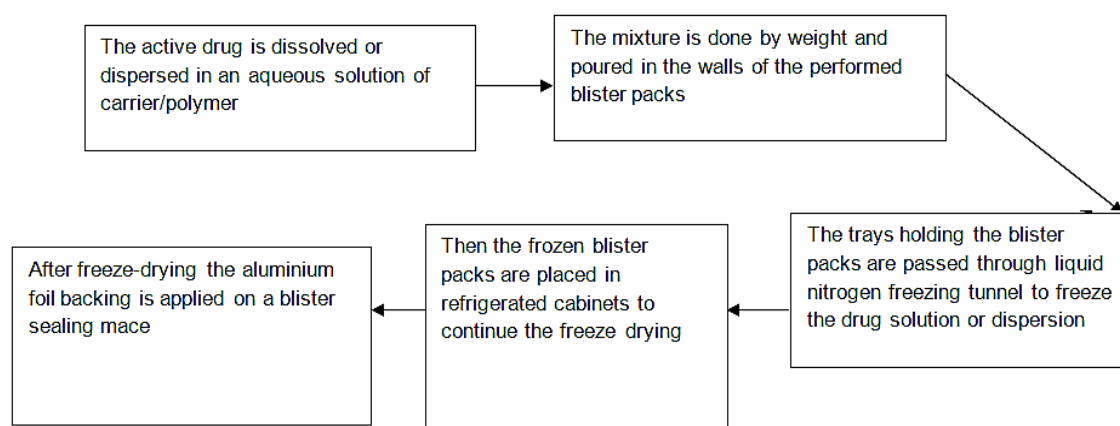 The active drug is dissolved or
dispersed in an aqueous solution of
carrier/polymer
The mixture is done by weight and
poured in the walls of the performed
blister packs
The trays holding the blister
packs are passed through liquid
nitrogen freezing tunnel to freeze
the drug solution or dispersion
Then the frozen blister
packs are placed in
refrigerated cabinets to
continue the freeze drying
After freeze-drying the aluminium
foil backing is applied on a blister
sealing mace